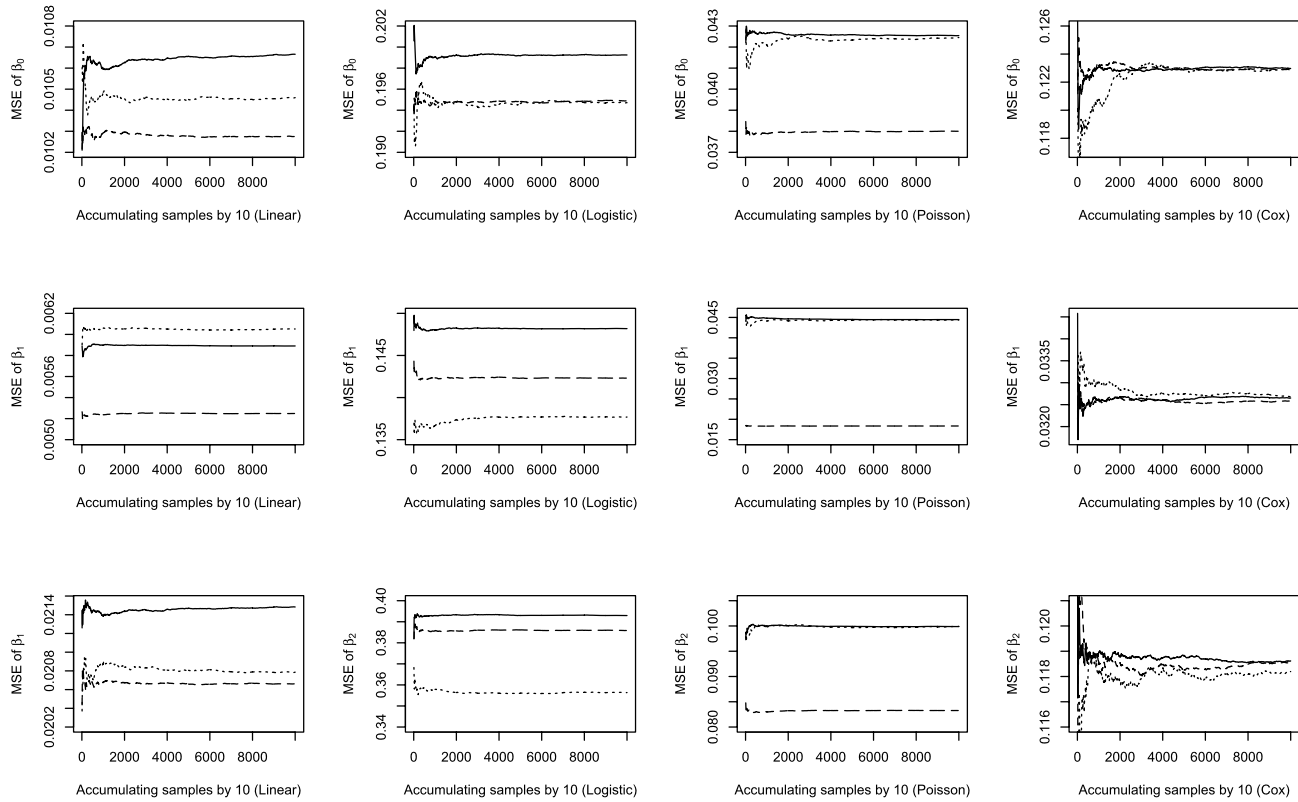 MSE of β0
0.0102 0.0105 0.0108
0 2000 4000 6000 8000
Accumulating samples by 10 (Linear)
MSE of β0
0.190 0.196 0.202
0 2000 4000 6000 8000
Accumulating samples by 10 (Logistic)
MSE of β0
0.037 0.040 0.043
0 2000 4000 6000 8000
Accumulating samples by 10 (Poisson)
MSE of β0
0.118 0.122 0.126
0 2000 4000 6000 8000
Accumulating samples by 10 (Cox)
MSE of β1
0.0050 0.0056 0.0062
0 2000 4000 6000 8000
Accumulating samples by 10 (Linear)
MSE of β1
0.135 0.145
0 2000 4000 6000 8000
Accumulating samples by 10 (Logistic)
MSE of β1
0.015 0.030 0.045
0 2000 4000 6000 8000
Accumulating samples by 10 (Poisson)
MSE of β1
0.0320 0.0335
0 2000 4000 6000 8000
Accumulating samples by 10 (Cox)
MSE of β1
0.0202 0.0208 0.0214
0 2000 4000 6000 8000
Accumulating samples by 10 (Linear)
MSE of β2
0.34 0.36 0.38 0.40
0 2000 4000 6000 8000
Accumulating samples by 10 (Logistic)
MSE of β2
0.080 0.090 0.100
0 2000 4000 6000 8000
Accumulating samples by 10 (Poisson)
MSE of β2
0.116 0.118 0.120
0 2000 4000 6000 8000
Accumulating samples by 10 (Cox)